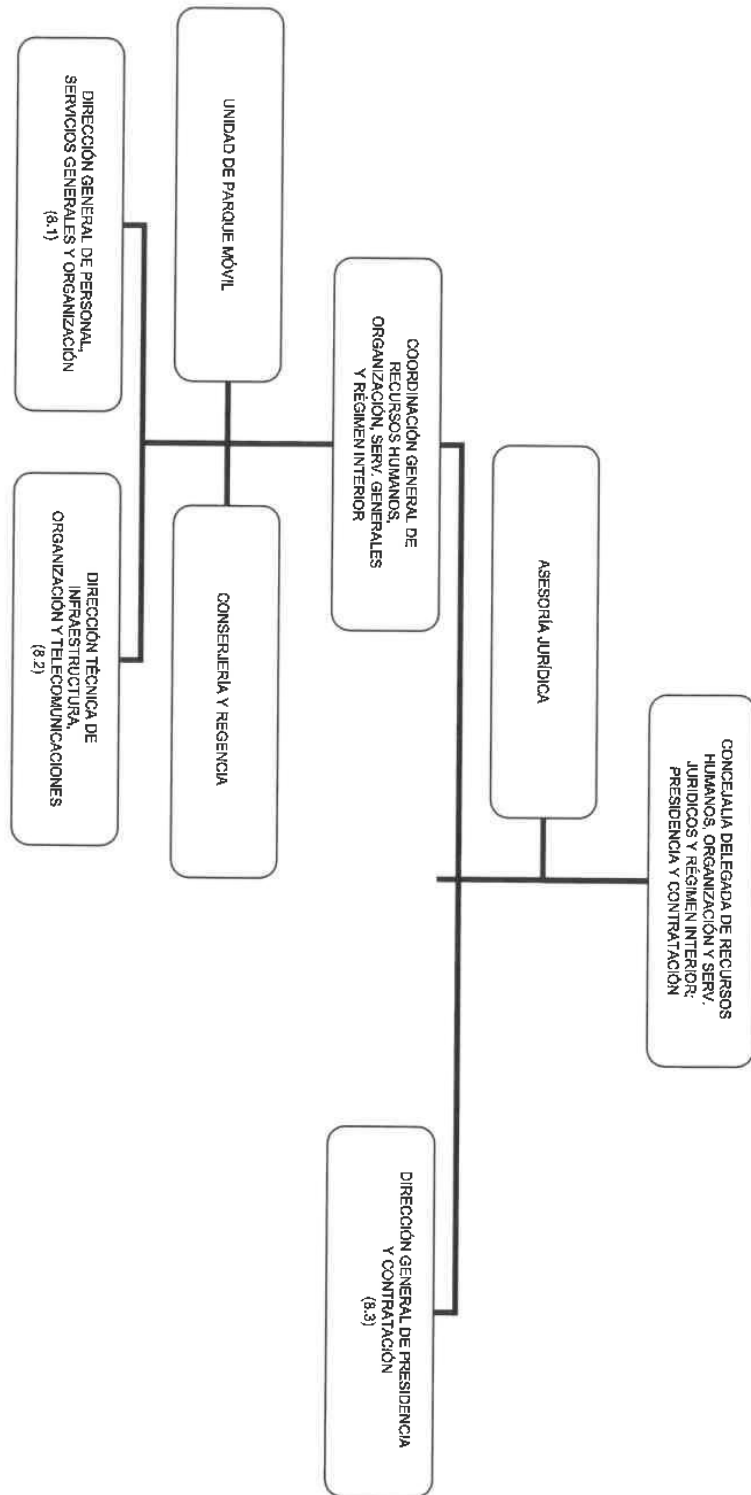 CONCEJALIA DELEGADA DE RECURSOS
HUMANOS, ORGANIZACIÓN Y SERV.
JURÍDICOS Y RÉGIMEN INTERIOR;
PRESIDENCIA Y CONTRATACIÓN
ASESORÍA JURÍDICA
COORDINACIÓN GENERAL DE
RECURSOS HUMANOS,
ORGANIZACIÓN, SERV. GENERALES
Y RÉGIMEN INTERIOR
DIRECCIÓN GENERAL DE PRESIDENCIA
Y CONTRATACIÓN
(8.3)
UNIDAD DE PARQUE MÓVIL
CONSERJERÍA Y REGENCIA
DIRECCIÓN GENERAL DE PERSONAL,
SERVICIOS GENERALES Y ORGANIZACIÓN
(8.1)
DIRECCIÓN TÉCNICA DE
INFRAESTRUCTURA,
ORGANIZACIÓN Y TELECOMUNICACIONES
(8.2)